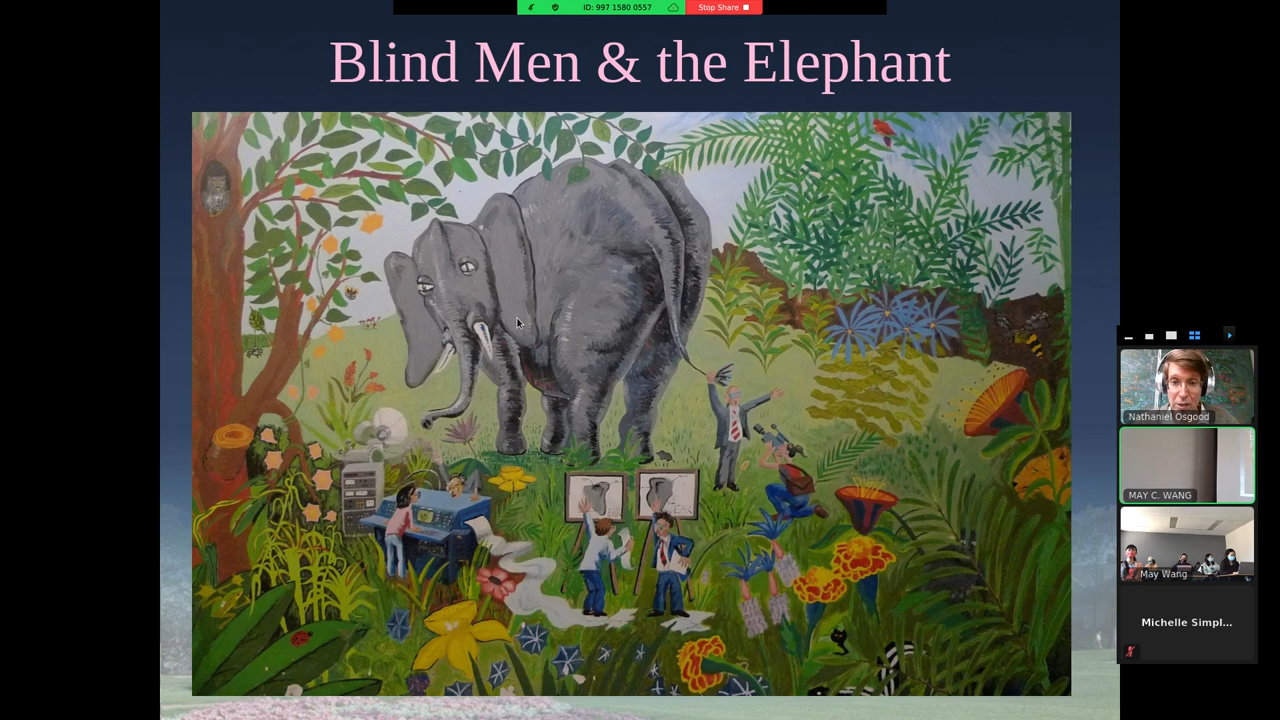 ID: 997 1580 0557
Stop Share
Blind Men & the Elephant
Nathaniel Osgood
MAY C. WANG
May Wang
Michelle Simpl...